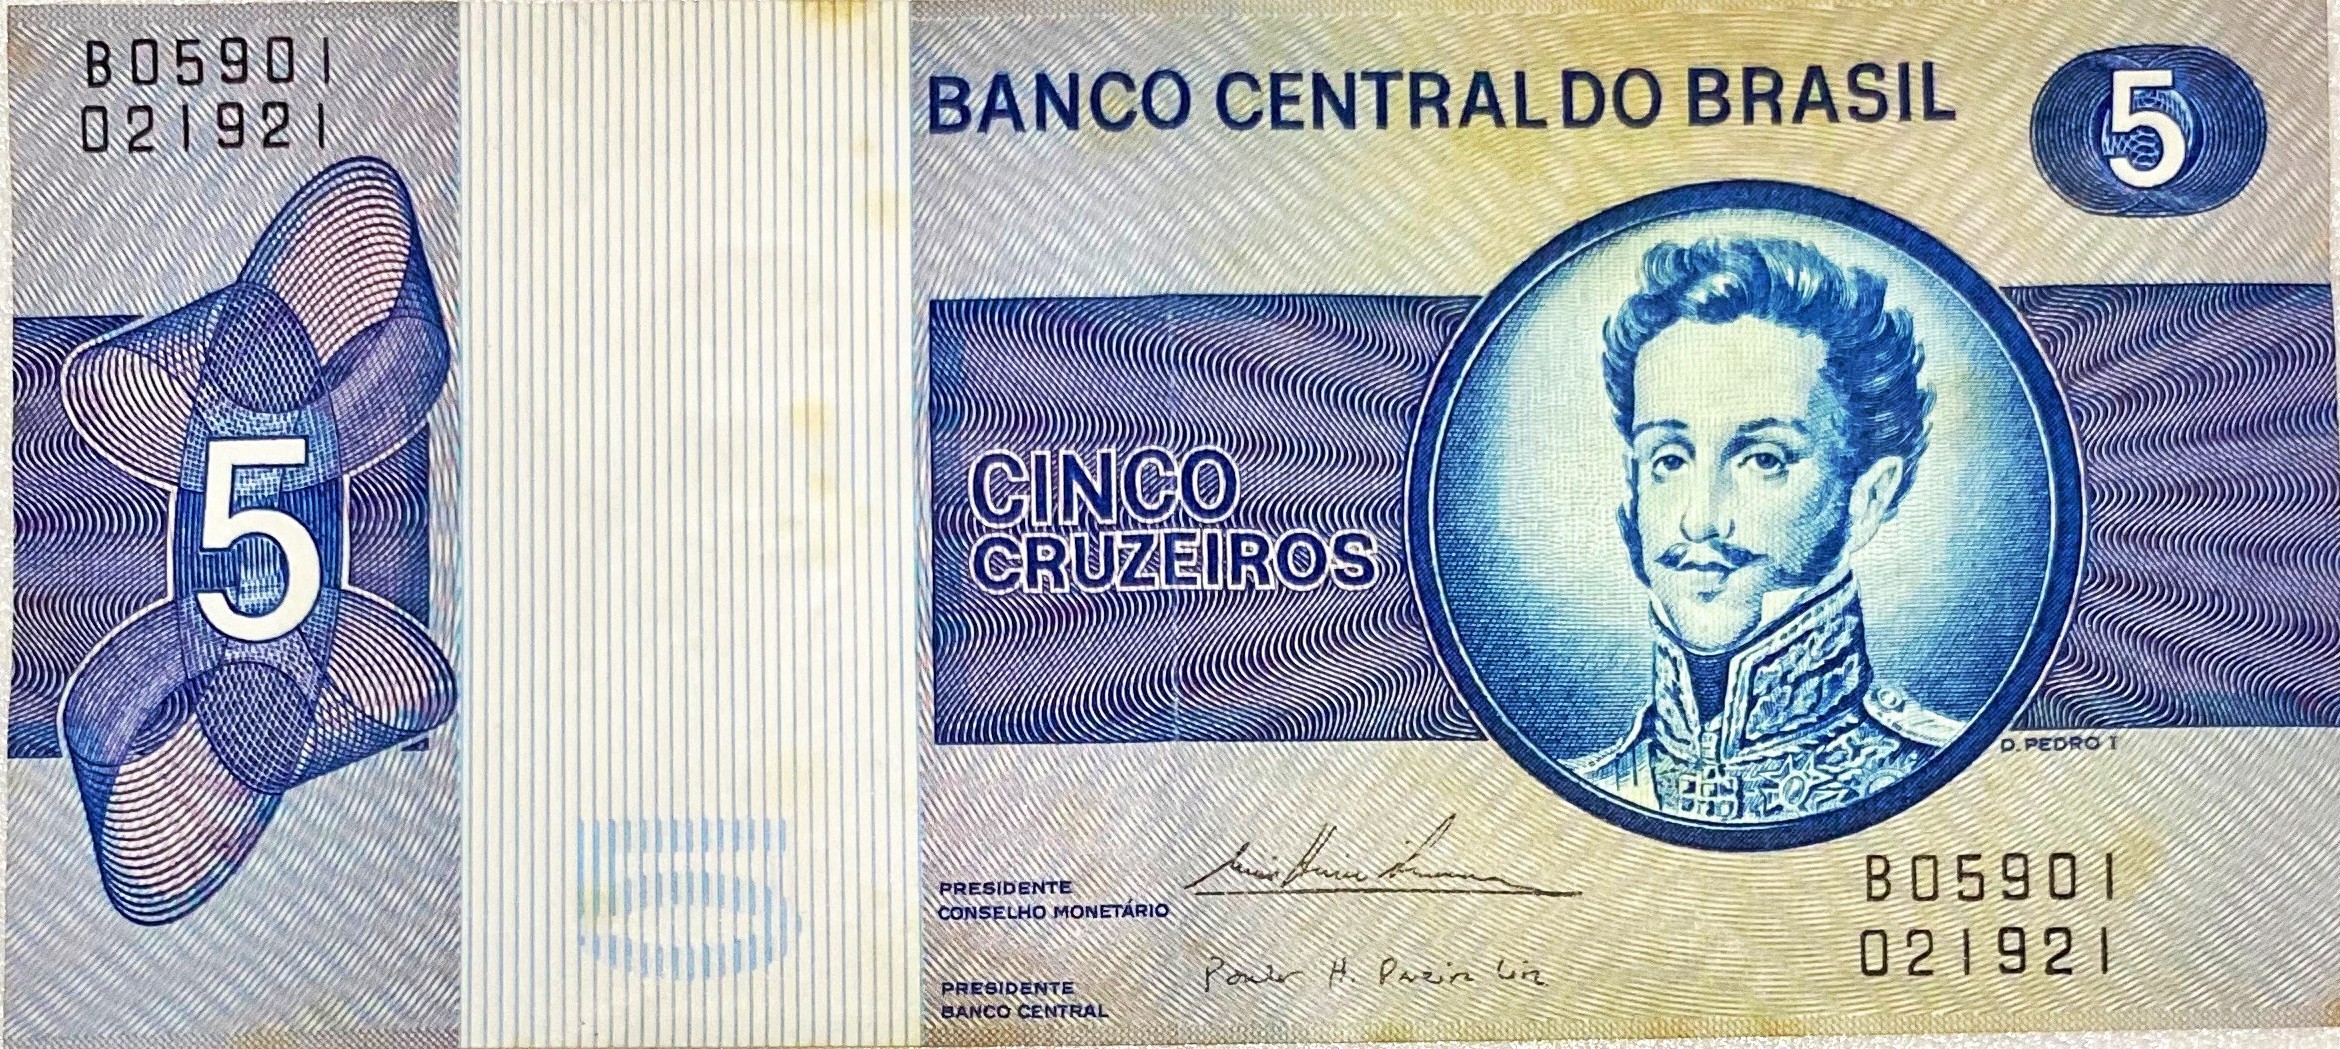 B05901
021921
BANCO CENTRAL DO BRASIL
5
5
CINCO
CRUZEIROS
D. PEDRO I
5
PRESIDENTE
CONSELHO MONETÁRIO
PRESIDENTE
BANCO CENTRAL
B05901
021921